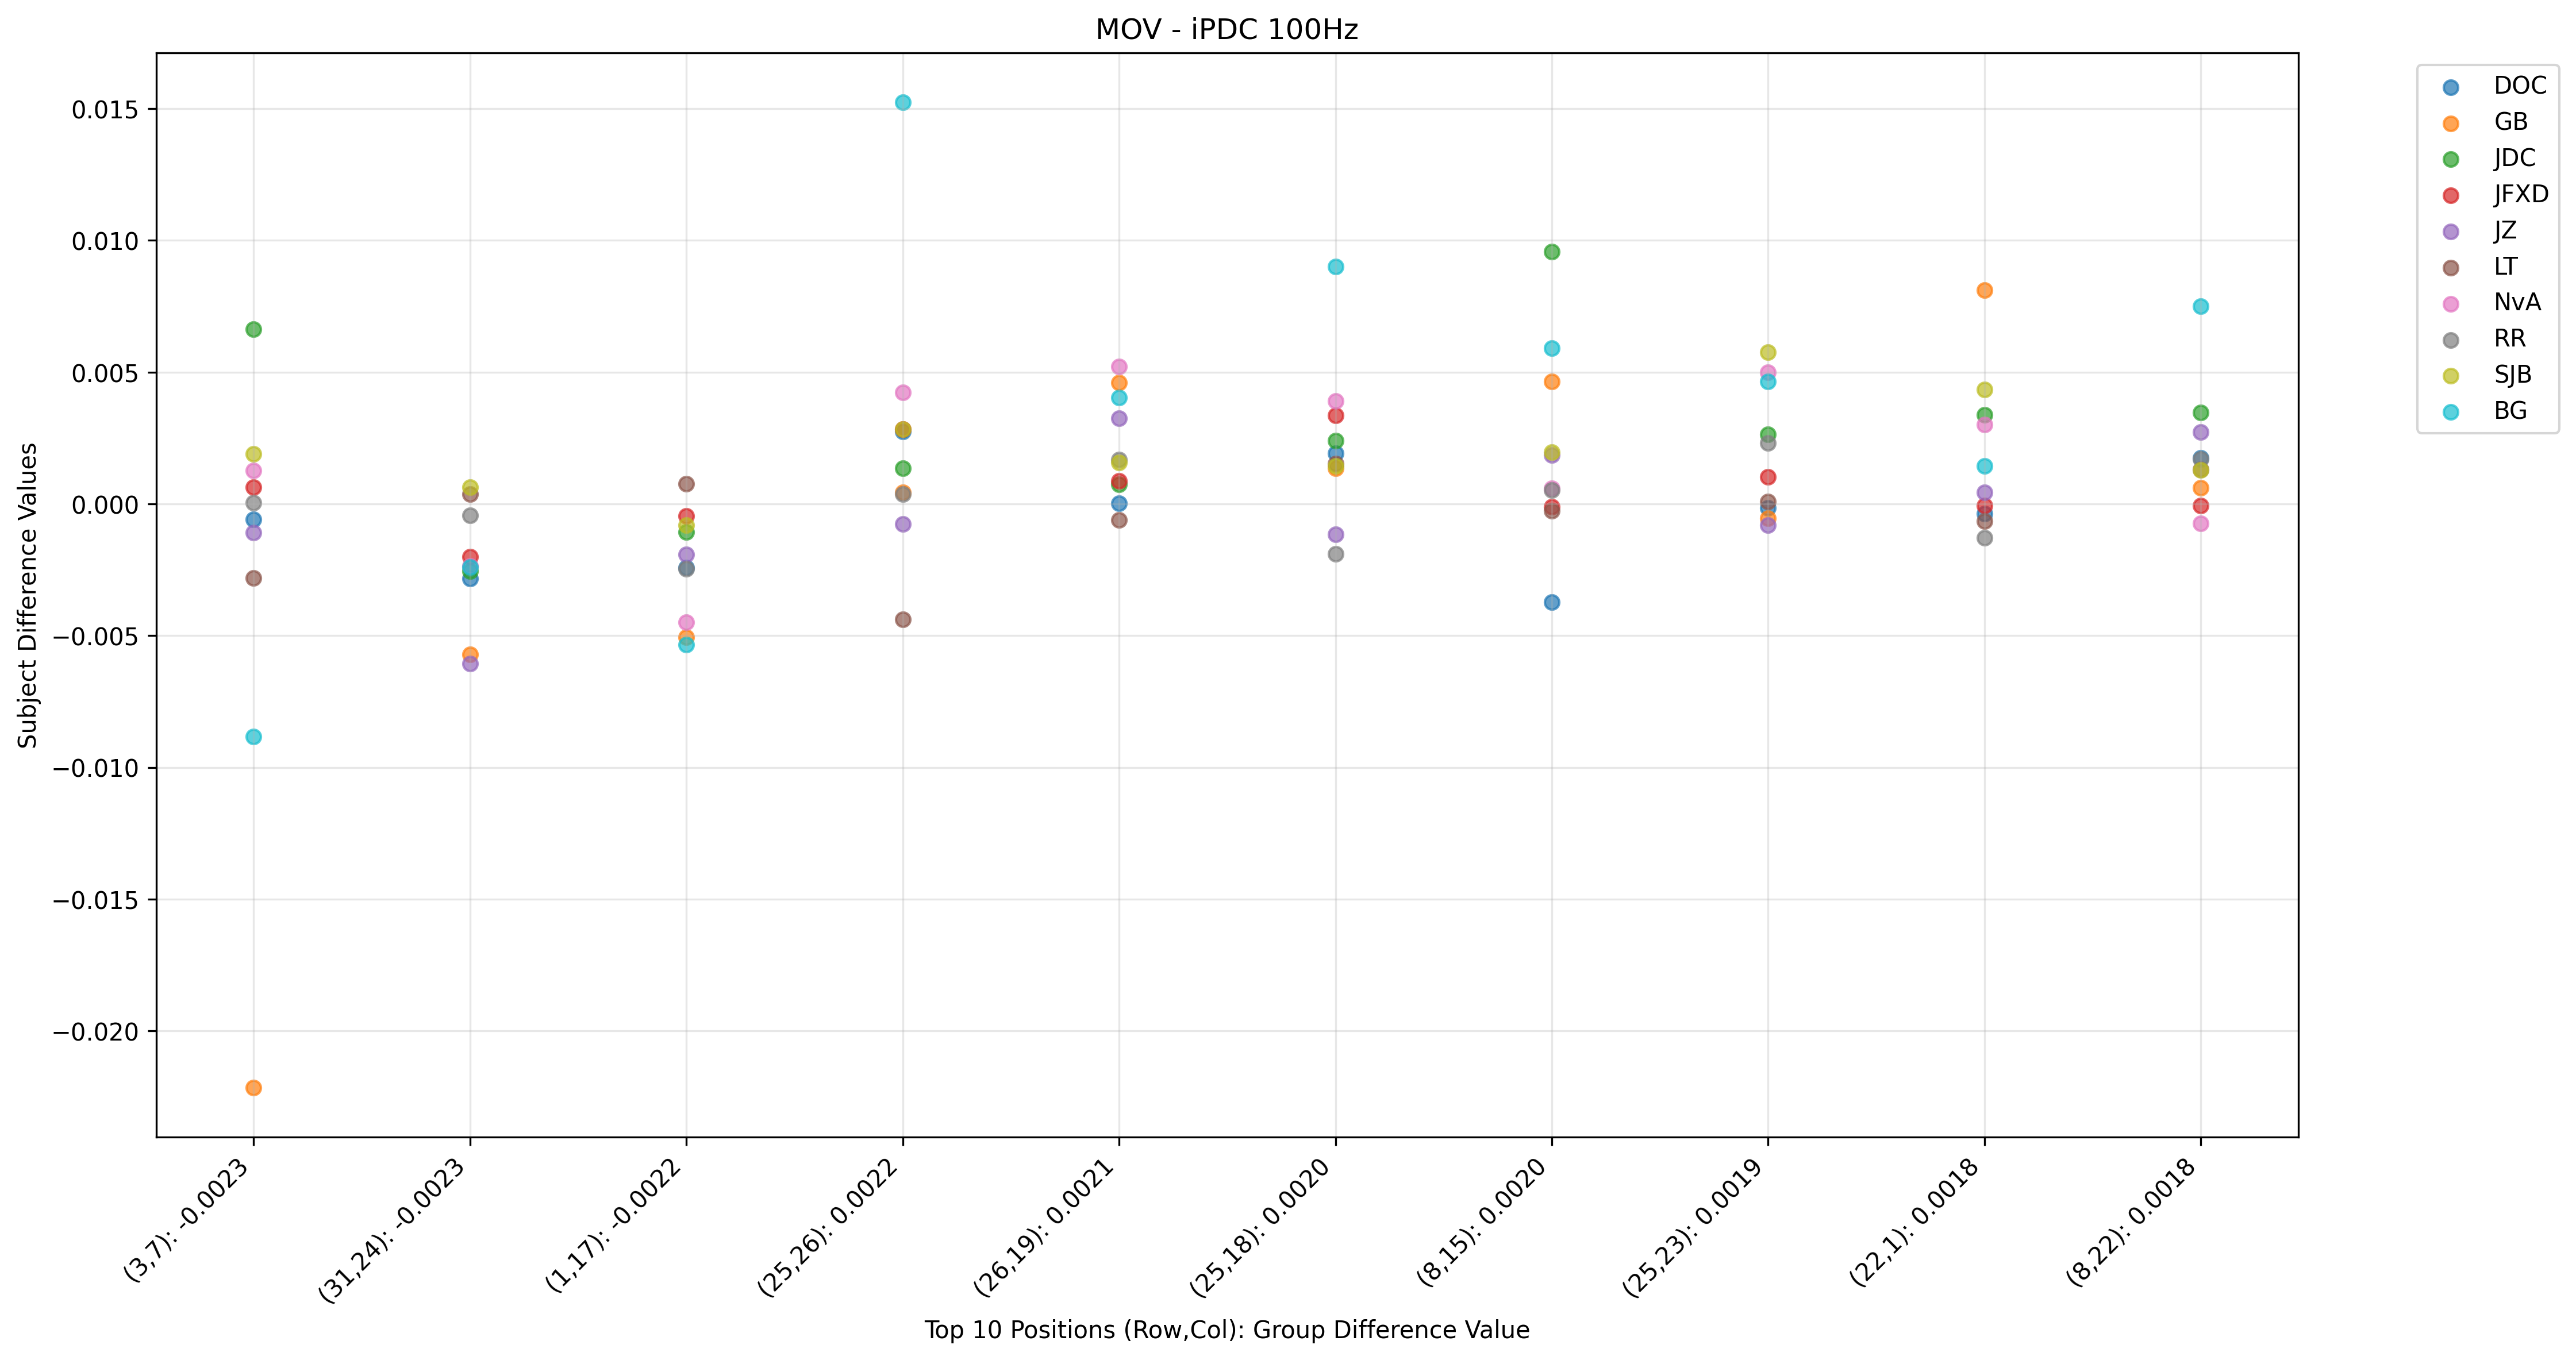 MOV - iPDC 100Hz
Subject Difference Values
0.015
0.010
0.005
0.000
−0.005
−0.010
−0.015
−0.020
(3,7): -0.0023
(31,24): -0.0023
(1,17): -0.0022
(25,26): 0.0022
(26,19): 0.0021
(25,18): 0.0020
(8,15): 0.0020
(25,23): 0.0019
(22,1): 0.0018
(8,22): 0.0018
Top 10 Positions (Row,Col): Group Difference Value
DOC
GB
JDC
JFXD
JZ
LT
NvA
RR
SJB
BG